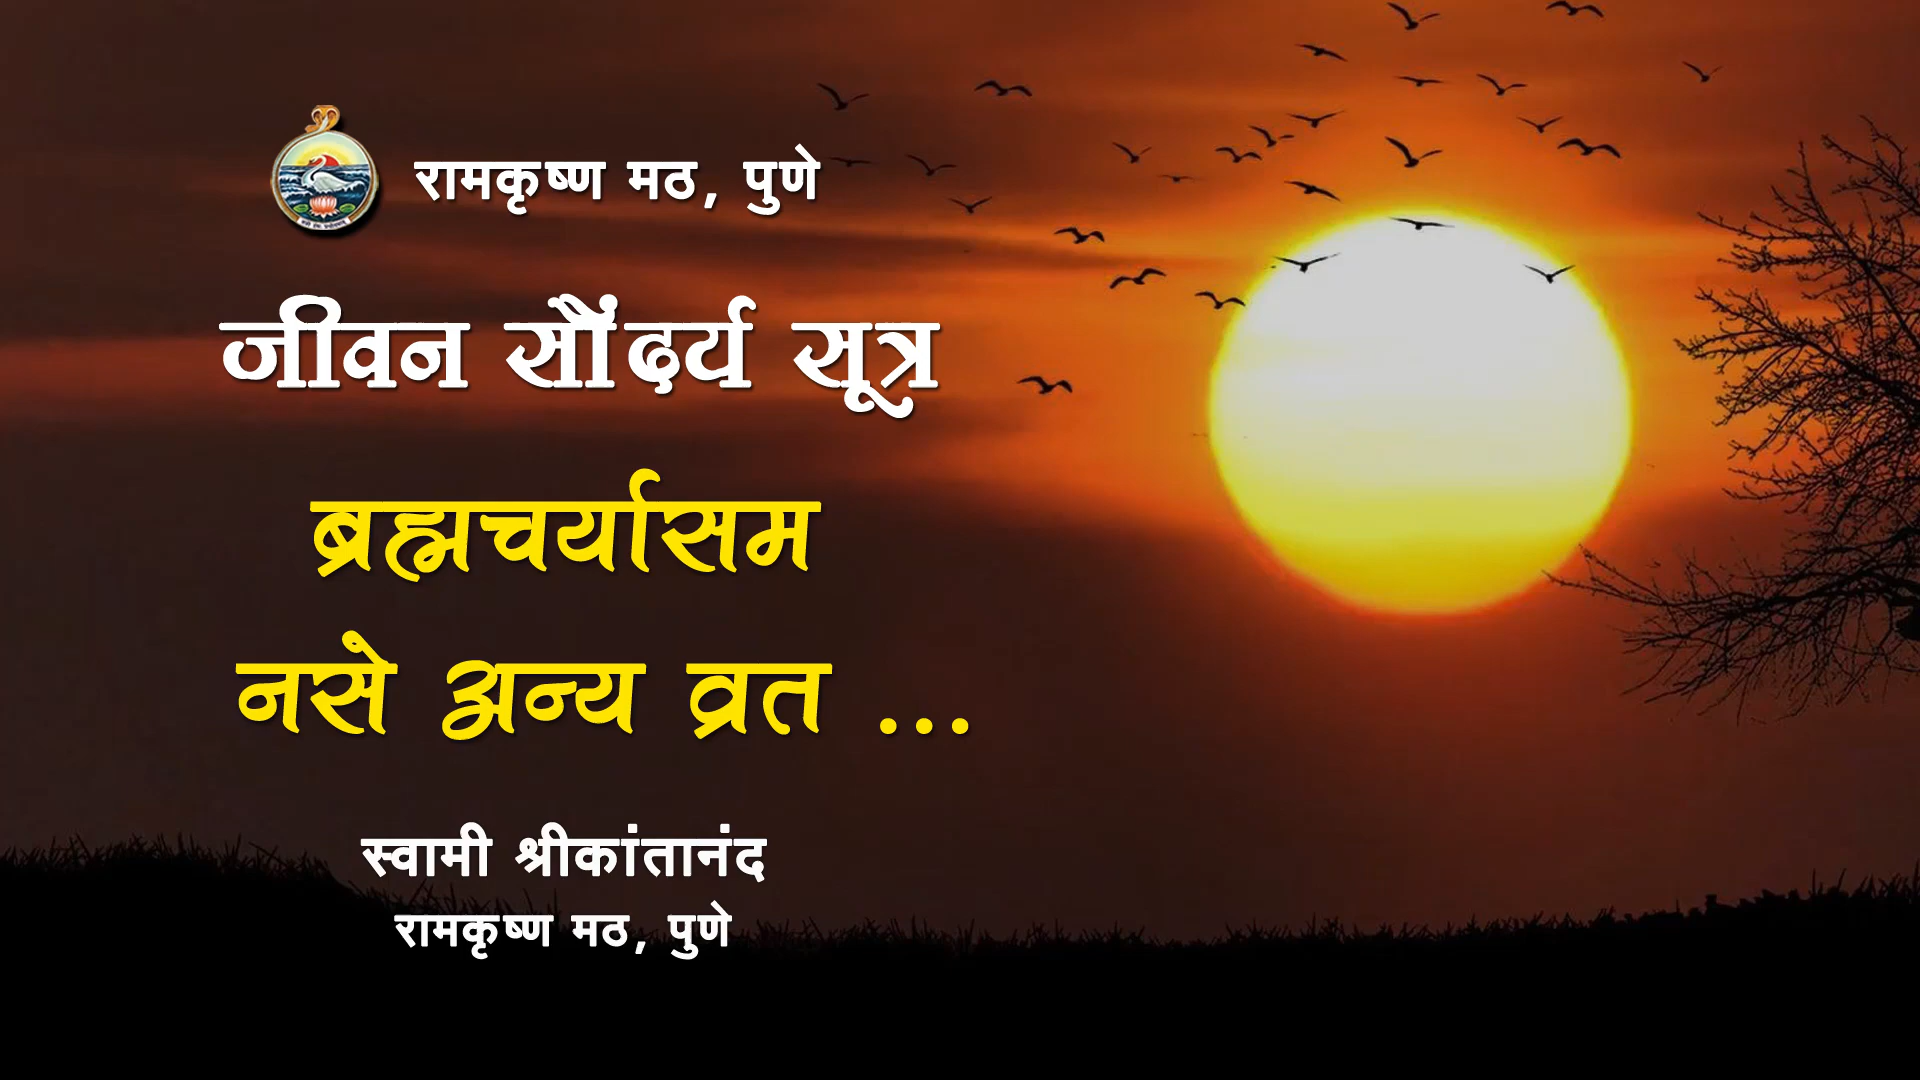 रामकृष्ण मठ, पुणे
जीवन सौंदर्य सूत्र
ब्रह्मचर्यासम
नसे अन्य व्रत ...
स्वामी श्रीकांतानंद
रामकृष्ण मठ, पुणे